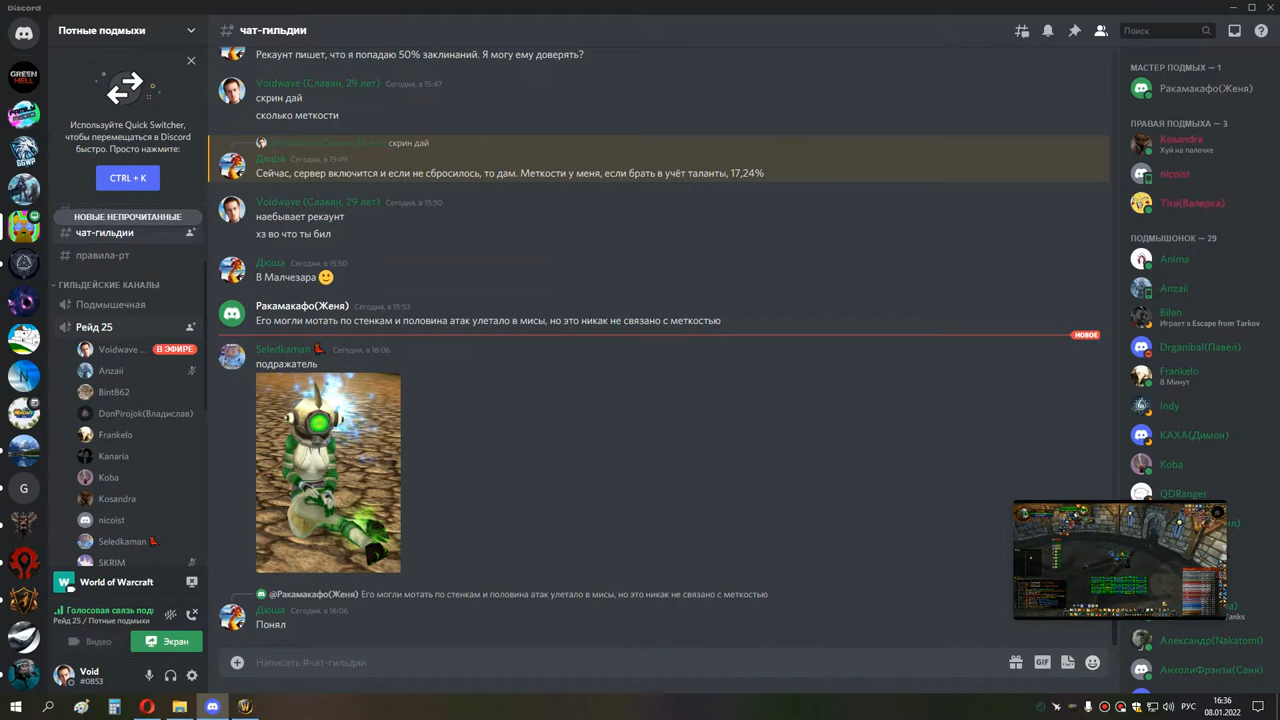 Discord
Потные подмыхи
чат-гильдии
Поиск
Используйте Quick Switcher,
чтобы перемещаться в Discord
быстро. Просто нажмите:
CTRL + K
НОВЫЕ НЕПРОЧИТАННЫЕ
чат-гильдии
правила-рт
ГИЛЬДЕЙСКИЕ КАНАЛЫ
Подмышечная
Рейд 25
Voidwave ...
В ЭФИРЕ
Anzaii
Bint862
DonPirojok(Владислав)
Frankelo
Kanaria
Koba
Kosandra
nicoist
Seledkaman
SKRIM
World of Warcraft
Голосовая связь подк
Рейд 25 / Потные подмыхи
Видео
Экран
Void
#0853
Рекаунт пишет, что я попадаю 50% заклинаний. Я могу ему доверять?
Voidwave (Славян, 29 лет) Сегодня, в 15:47
скрин дай
сколько меткости
@Voidwave (Славян, 29 лет) скрин дай
Дюша Сегодня, в 15:49
Сейчас, сервер включится и если не сбросилось, то дам. Меткости у меня, если брать в учёт таланты, 17,24%
Voidwave (Славян, 29 лет) Сегодня, в 15:50
наебывает рекаунт
хз во что ты бил
Дюша Сегодня, в 15:50
В Малчезара
Ракамакафо(Женя) Сегодня, в 15:53
Его могли мотать по стенкам и половина атак улетало в мисы, но это никак не связано с меткостью
НОВОЕ
Seledkaman Сегодня, в 16:06
подражатель
@Ракамакафо(Женя) Его могли мотать по стенкам и половина атак улетало в мисы, но это никак не связано с меткостью
Дюша Сегодня, в 16:06
Понял
Написать #чат-гильдии
GIF
МАСТЕР ПОДМЫХ — 1
Ракамакафо(Женя)
ПРАВАЯ ПОДМЫХА — 3
Kosandra
Хуй на палочке
nicoist
Tira(Валерка)
ПОДМЫШОНОК — 29
Anima
Anzaii
Bilen
Играет в Escape from Tarkov
Drganibal(Павел)
Frankelo
8 Минут
Indy
КАХА(Димон)
Koba
QDRanger
Александр(Nakatomi)
АнхолиФрэнзи(Саня)
G
РУС
16:36
08.01.2022